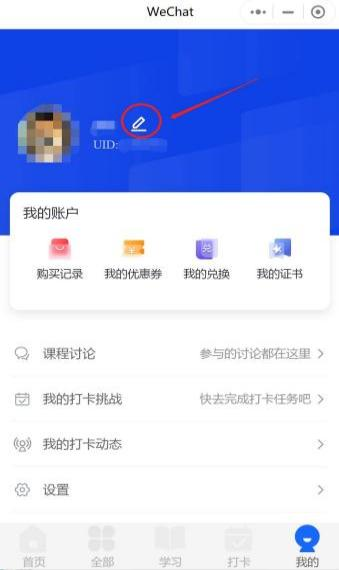 WeChat
UID:
我的账户
购买记录 我的优惠券 我的兑换 我的证书
课程讨论 参与的讨论都在这里
我的打卡挑战 快去完成打卡任务吧
我的打卡动态
设置
首页 全部 学习 打卡 我的